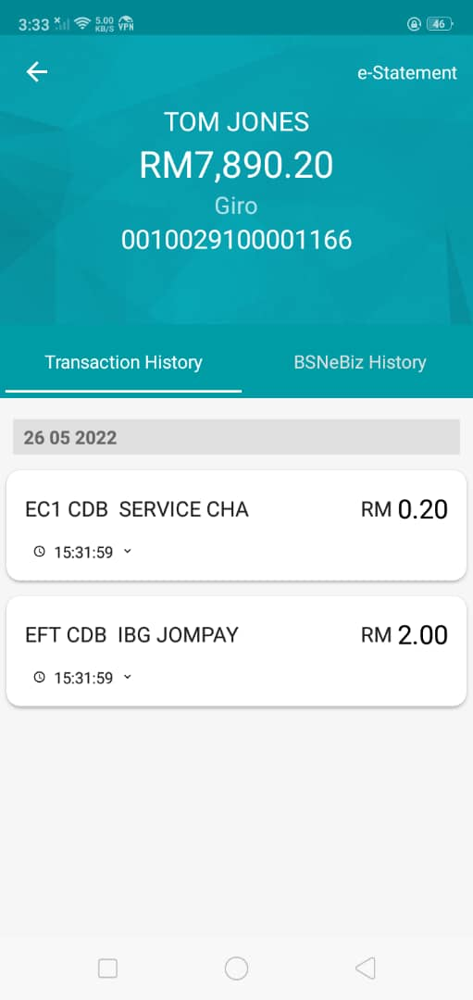 3:33 5.00 KB/S VPN 46
e-Statement
TOM JONES
RM7,890.20
Giro
0010029100001166
Transaction History BSNeBiz History
26 05 2022
EC1 CDB  SERVICE CHA RM 0.20
15:31:59
EFT CDB  IBG JOMPAY RM 2.00
15:31:59